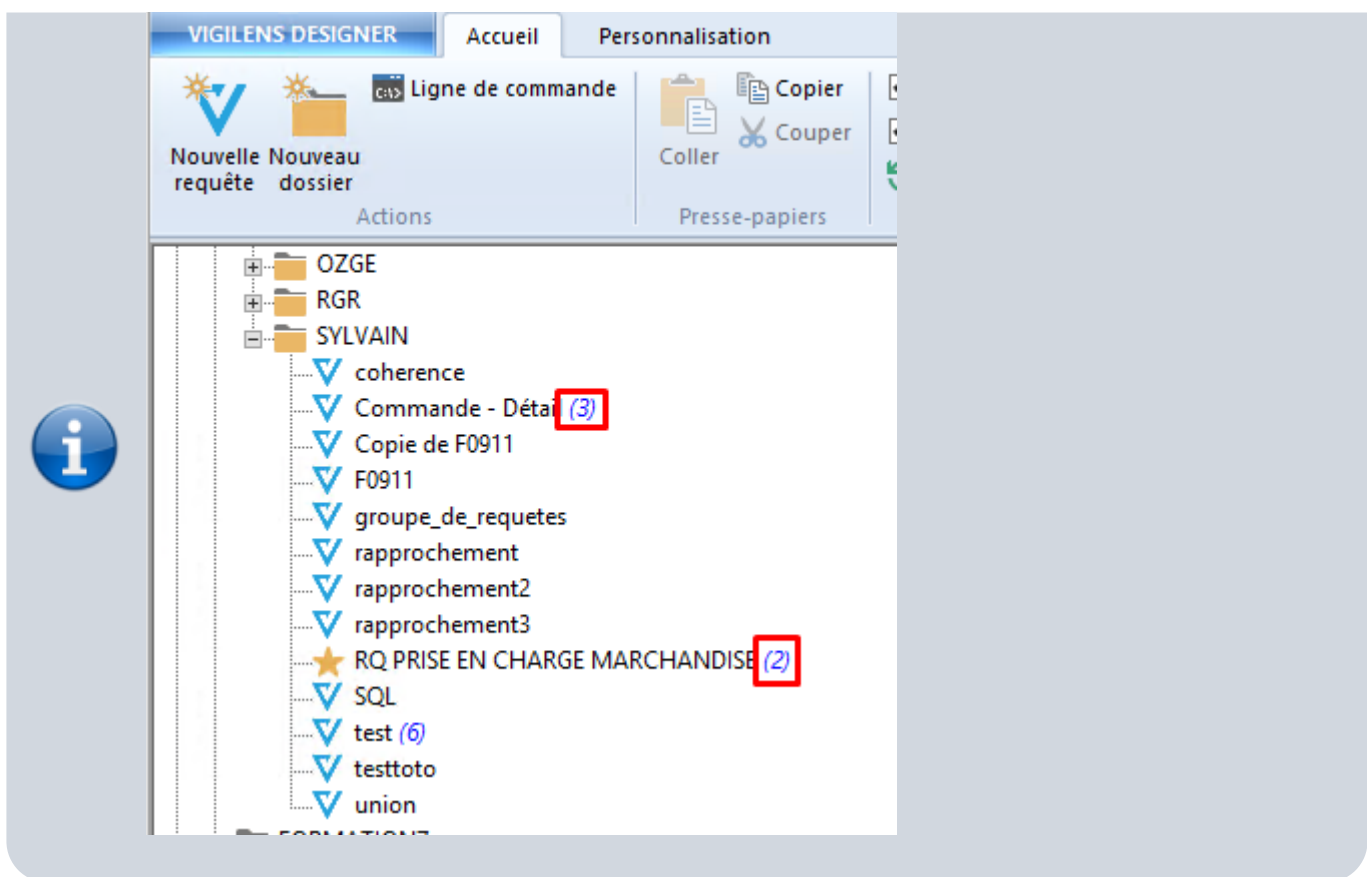 VIGILENS DESIGNER Accueil Personnalisation
Ligne de commande
Copier
Couper
Nouvelle requête
Nouveau dossier
Coller
Actions
Presse-papiers
OZGE
RGR
SYLVAIN
coherence
Commande - Détai (3)
Copie de F0911
F0911
groupe_de_requetes
rapprochement
rapprochement2
rapprochement3
RQ PRISE EN CHARGE MARCHANDISE (2)
SQL
test (6)
testtoto
union